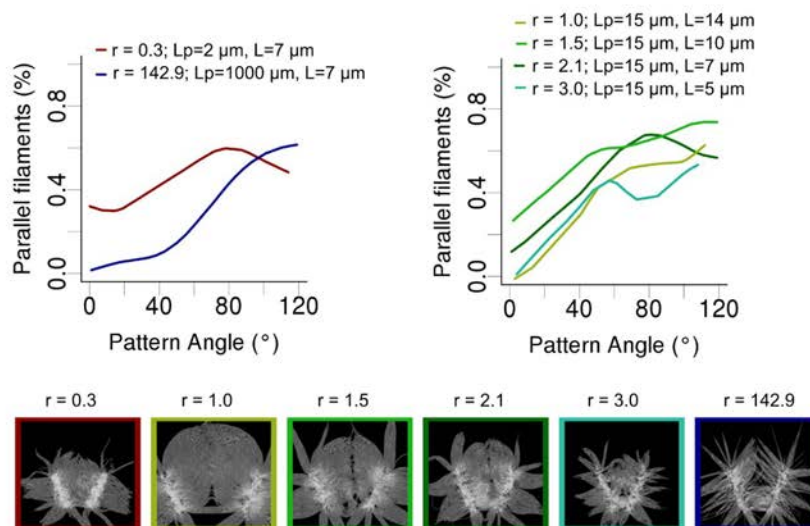 r = 0.3; Lp=2 µm, L=7 µm
r = 142.9; Lp=1000 µm, L=7 µm
Parallel filaments (%)
0.8
0.4
0.0
0 40 80 120
Pattern Angle (°)
r = 1.0; Lp=15 µm, L=14 µm
r = 1.5; Lp=15 µm, L=10 µm
r = 2.1; Lp=15 µm, L=7 µm
r = 3.0; Lp=15 µm, L=5 µm
Parallel filaments (%)
0.8
0.4
0.0
0 40 80 120
Pattern Angle (°)
r = 0.3 r = 1.0 r = 1.5 r = 2.1 r = 3.0 r = 142.9